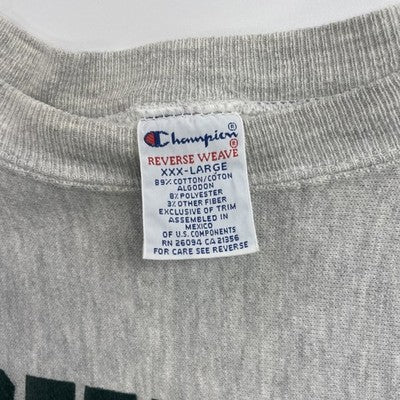 Champion®
REVERSE WEAVE®
XXX-LARGE
89% COTTON/COTON
ALGODON
8% POLYESTER
3% OTHER FIBER
EXCLUSIVE OF TRIM
ASSEMBLED IN
MEXICO
OF U.S. COMPONENTS
RN 26094 CA 21356
FOR CARE SEE REVERSE